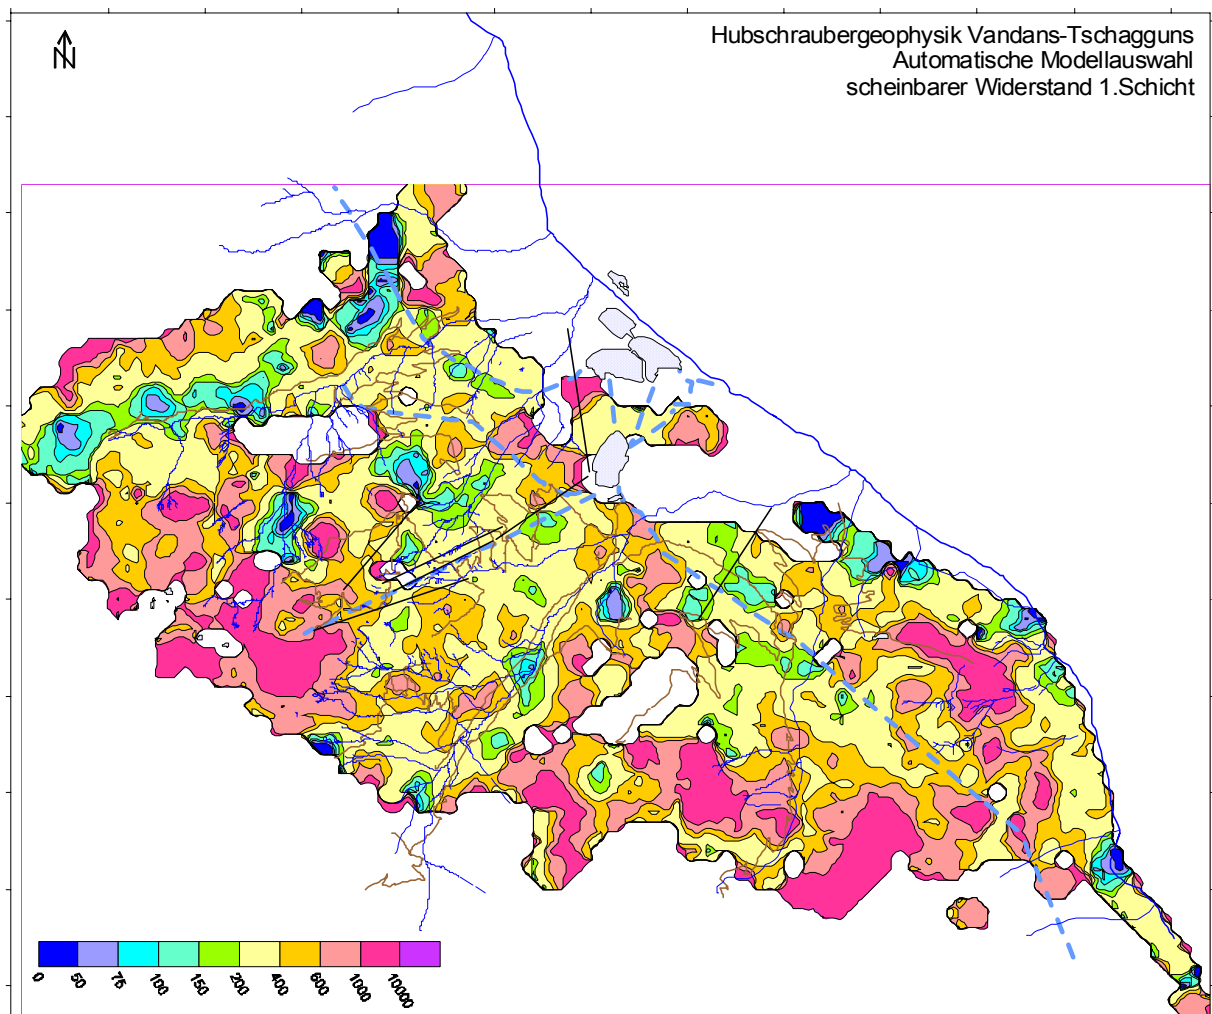 Hubschraubergeophysik Vandans-Tschagguns
Automatische Modellauswahl
scheinbarer Widerstand 1.Schicht
N
0 50 75 100 150 200 400 600 1000 10000